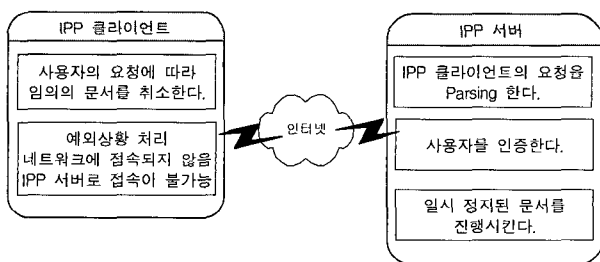 IPP 클라이언트
사용자의 요청에 따라
임의의 문서를 취소한다.
예외상황 처리
네트워크에 접속되지 않음
IPP 서버로 접속이 불가능
인터넷
IPP 서버
IPP 클라이언트의 요청을
Parsing 한다.
사용자를 인증한다.
일시 정지된 문서를
진행시킨다.